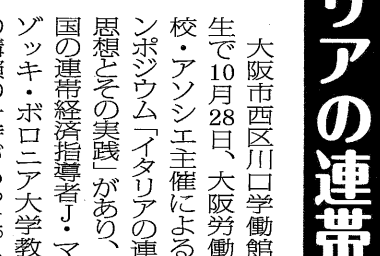 リアの連帯
大阪市西区川口学働館
生で10月28日、大阪労働
校・アソシエ主催による
ンポジウム「イタリアの連
思想とその実践」があり、
国の連帯経済指導者J・マ
ゾッキ・ボロニア大学教